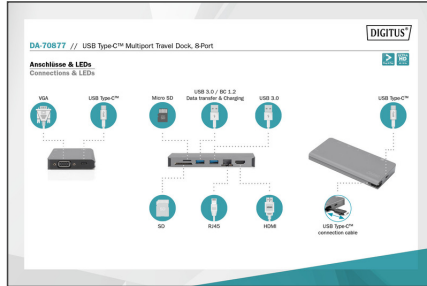 DIGITUS®
DA-70877 // USB Type-C™ Multiport Travel Dock, 8-Port
Anschlüsse & LEDs
Connections & LEDs
VGA
USB Type-C™
Micro SD
USB 3.0 / BC 1.2
Data transfer & Charging
USB 3.0
USB Type-C™
SD
RJ45
HDMI
USB Type-C™
connection cable